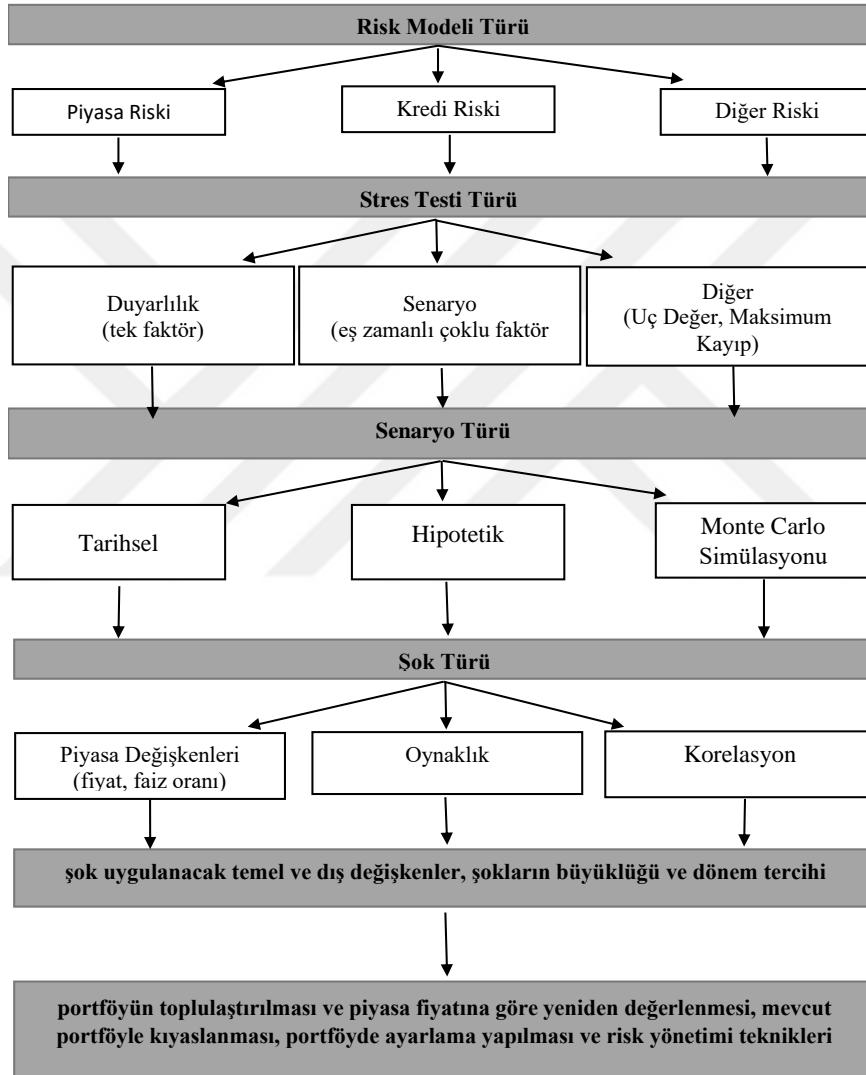 Risk Modeli Türü
Piyasa Riski
Kredi Riski
Diğer Riski
Stres Testi Türü
Duyarlılık
(tek faktör)
Senaryo
(eş zamanlı çoklu faktör
Diğer
(Uç Değer, Maksimum
Kayıp)
Senaryo Türü
Tarihsel
Hipotetik
Monte Carlo
Simülasyonu
Şok Türü
Piyasa Değişkenleri
(fiyat, faiz oranı)
Oynaklık
Korelasyon
şok uygulanacak temel ve dış değişkenler, şokların büyüklüğü ve dönem tercihi
portföyün toplulaştırılması ve piyasa fiyatına göre yeniden değerlenmesi, mevcut
portföyle kıyaslanması, portföyde ayarlama yapılması ve risk yönetimi teknikleri